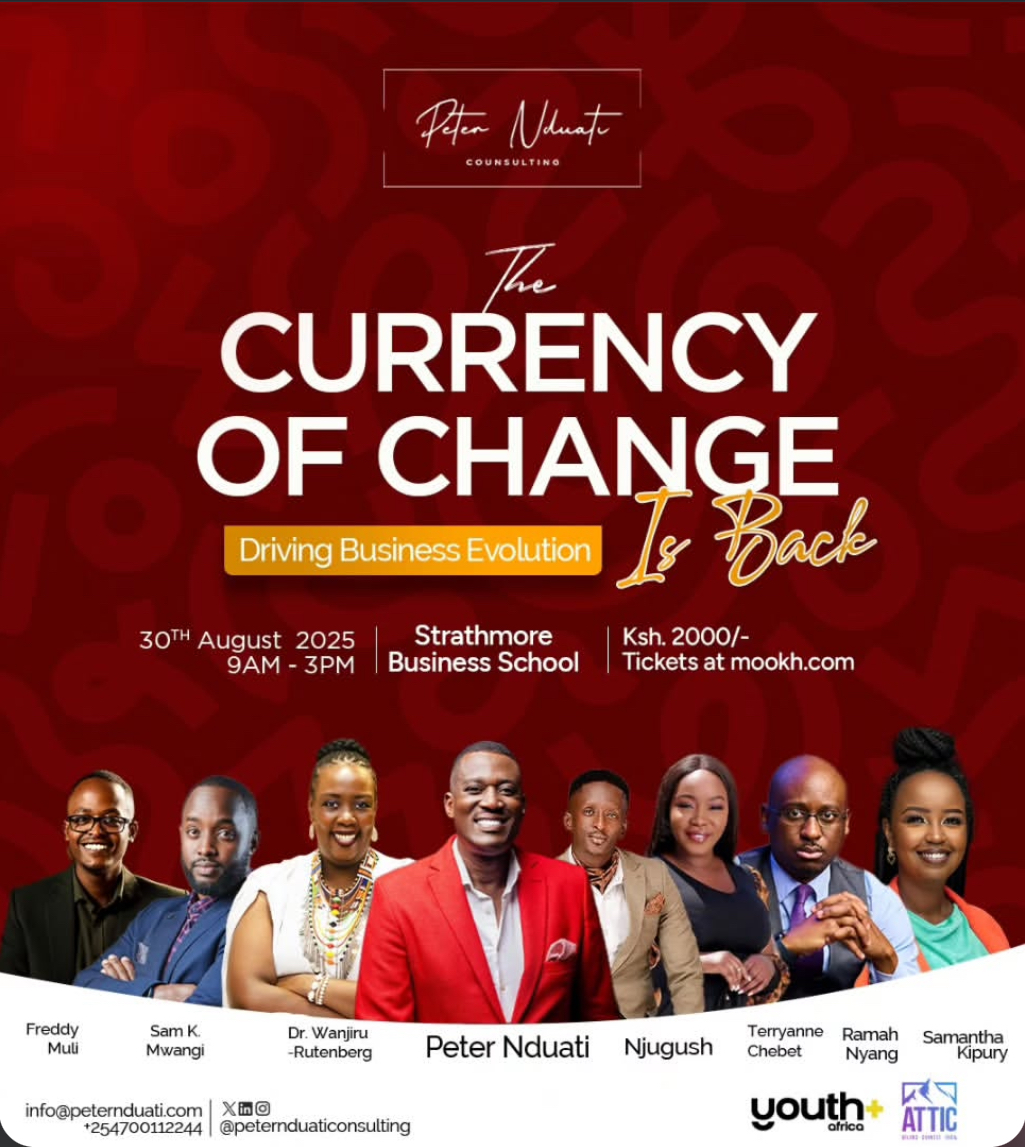 Peter Nduati
COUNSULTING
The
CURRENCY
OF CHANGE
Is Back
Driving Business Evolution
30TH August 2025
9AM - 3PM
Strathmore
Business School
Ksh. 2000/-
Tickets at mookh.com
Freddy
Muli
Sam K.
Mwangi
Dr. Wanjiru
-Rutenberg
Peter Nduati
Njugush
Terryanne
Chebet
Ramah
Nyang
Samantha
Kipury
info@peternduati.com
+254700112244
@peternduaticonsulting
youth+
africa
ATTIC